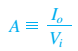 A ≡ I_o / V_i